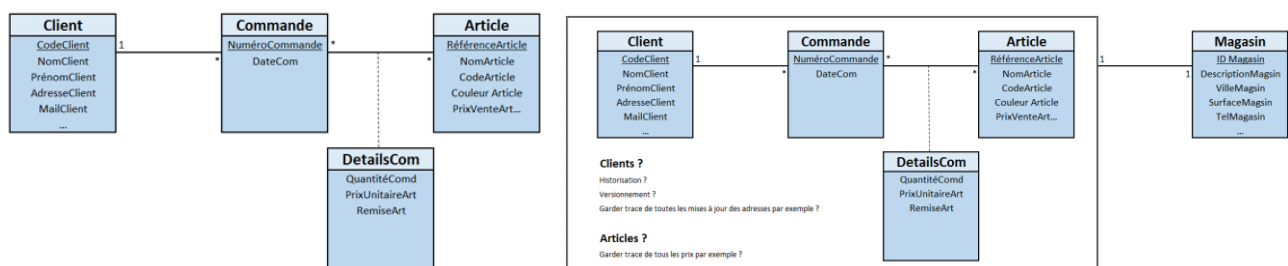 Client
CodeClient
NomClient
PrénomClient
AdresseClient
MailClient
...
1
*
Commande
NuméroCommande
DateCom
*
*
Article
RéférenceArticle
NomArticle
CodeArticle
Couleur Article
PrixVenteArt...
DetailsCom
QuantitéComd
PrixUnitaireArt
RemiseArt
Client
CodeClient
NomClient
PrénomClient
AdresseClient
MailClient
...
1
*
Commande
NuméroCommande
DateCom
*
*
Article
RéférenceArticle
NomArticle
CodeArticle
Couleur Article
PrixVenteArt...
1
1
Magasin
ID Magasin
DescriptionMagsin
VilleMagsin
SurfaceMagsin
TelMagasin
...
DetailsCom
QuantitéComd
PrixUnitaireArt
RemiseArt
Clients ?
Historisation ?
Versionnement ?
Garder trace de toutes les mises à jour des adresses par exemple ?
Articles ?
Garder trace de tous les prix par exemple ?